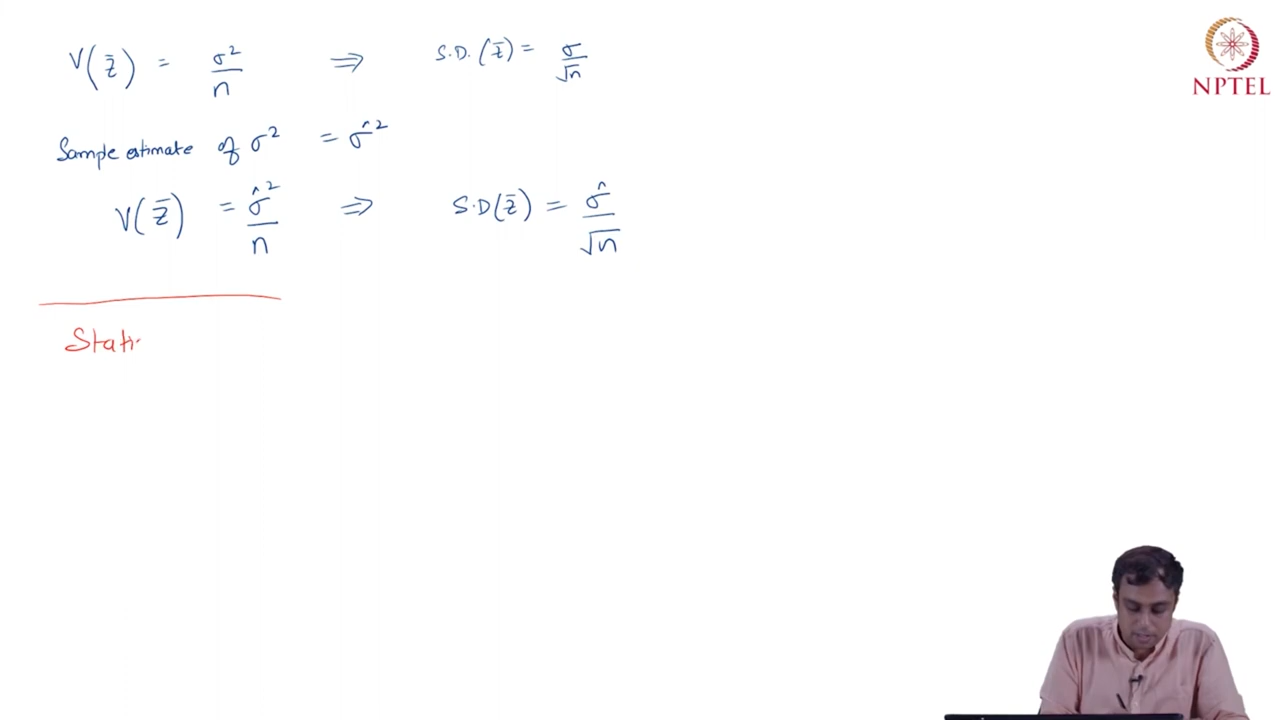 V(z̄) = σ²/n ⇒ S.D.(z̄) = σ/√n
NPTEL
Sample estimate of σ² = σ̂²
V(z̄) = σ̂²/n ⇒ S.D(z̄) = σ̂/√n
Stati